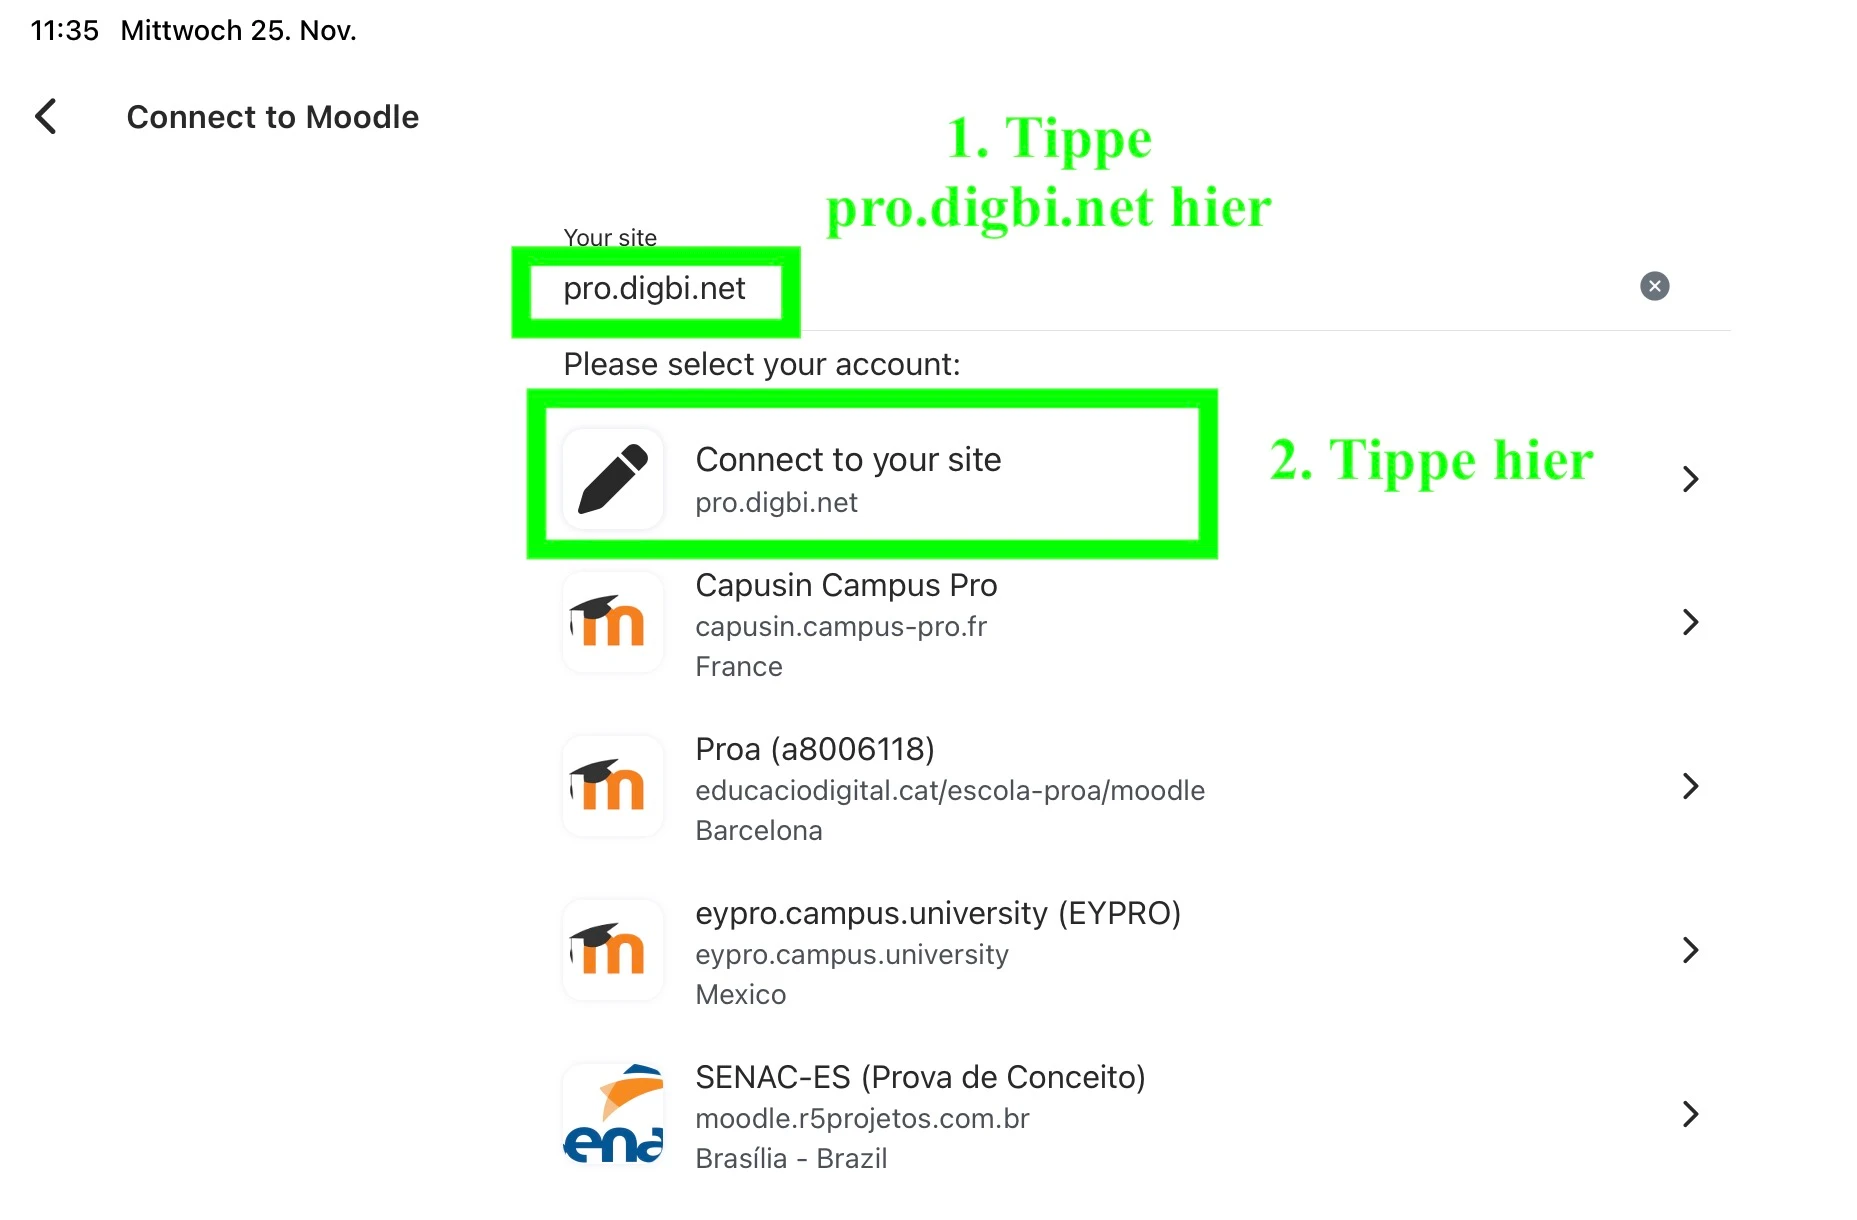 11:35 Mittwoch 25. Nov.
Connect to Moodle
1. Tippe
pro.digbi.net hier
Your site
pro.digbi.net
Please select your account:
Connect to your site
pro.digbi.net
2. Tippe hier
Capusin Campus Pro
capusin.campus-pro.fr
France
m
Proa (a8006118)
educaciodigital.cat/escola-proa/moodle
Barcelona
m
eypro.campus.university (EYPRO)
eypro.campus.university
Mexico
m
SENAC-ES (Prova de Conceito)
moodle.r5projetos.com.br
Brasília - Brazil
ena